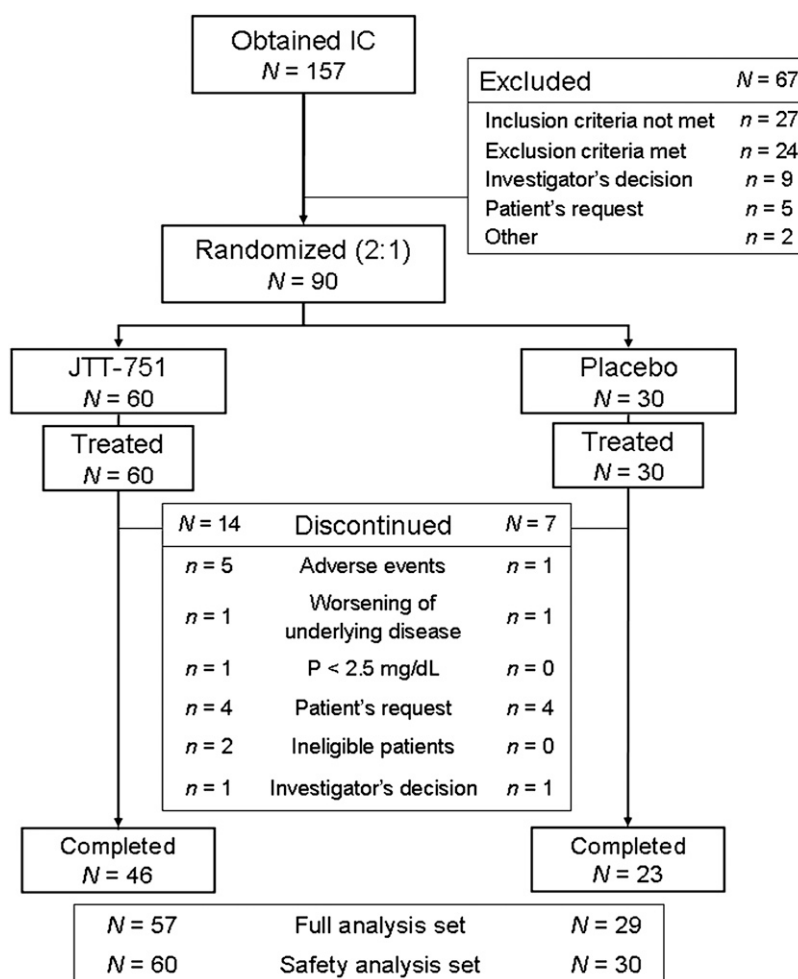 Obtained IC
N = 157
Excluded N = 67
Inclusion criteria not met n = 27
Exclusion criteria met n = 24
Investigator's decision n = 9
Patient's request n = 5
Other n = 2
Randomized (2:1)
N = 90
JTT-751
N = 60
Placebo
N = 30
Treated
N = 60
Treated
N = 30
N = 14 Discontinued N = 7
n = 5 Adverse events n = 1
n = 1 Worsening of
underlying disease n = 1
n = 1 P < 2.5 mg/dL n = 0
n = 4 Patient's request n = 4
n = 2 Ineligible patients n = 0
n = 1 Investigator's decision n = 1
Completed
N = 46
Completed
N = 23
N = 57 Full analysis set N = 29
N = 60 Safety analysis set N = 30